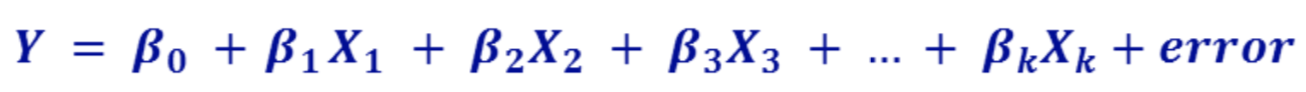 Y = β₀ + β₁X₁ + β₂X₂ + β₃X₃ + ... + βₖXₖ + error